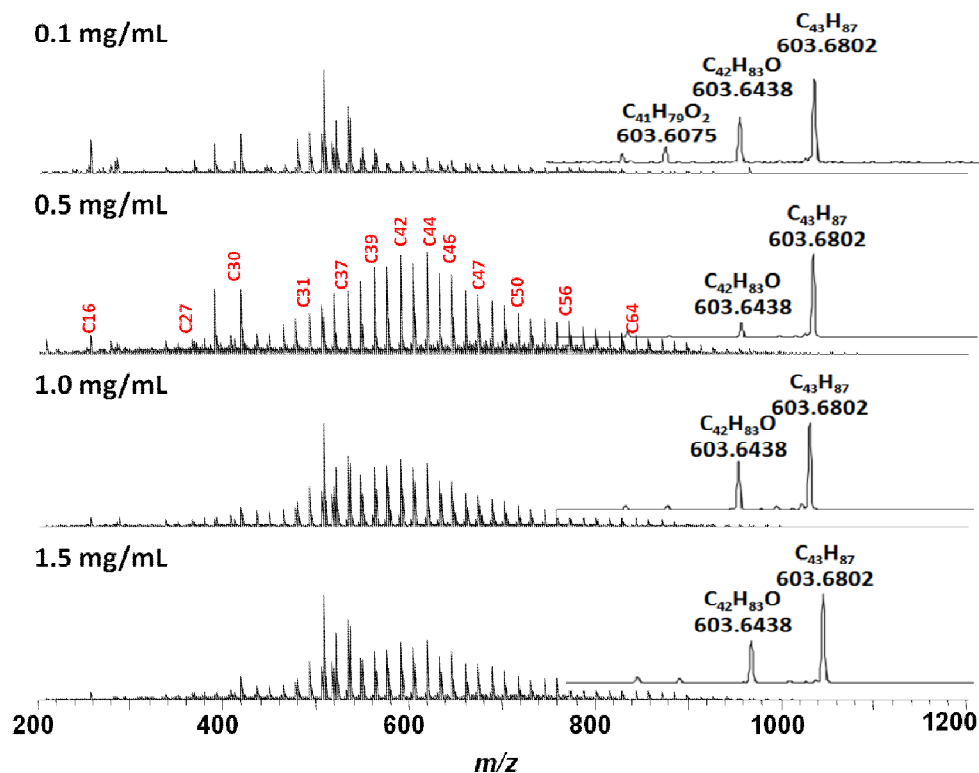 0.1 mg/mL
C₄₃H₈₇
603.6802
C₄₂H₈₃O
603.6438
C₄₁H₇₉O₂
603.6075
0.5 mg/mL
C₄₃H₈₇
603.6802
C₄₂H₈₃O
603.6438
C16
C27
C30
C31
C37
C39
C42
C44
C46
C47
C50
C56
C64
1.0 mg/mL
C₄₃H₈₇
603.6802
C₄₂H₈₃O
603.6438
1.5 mg/mL
C₄₃H₈₇
603.6802
C₄₂H₈₃O
603.6438
200 400 600 800 1000 1200
m/z